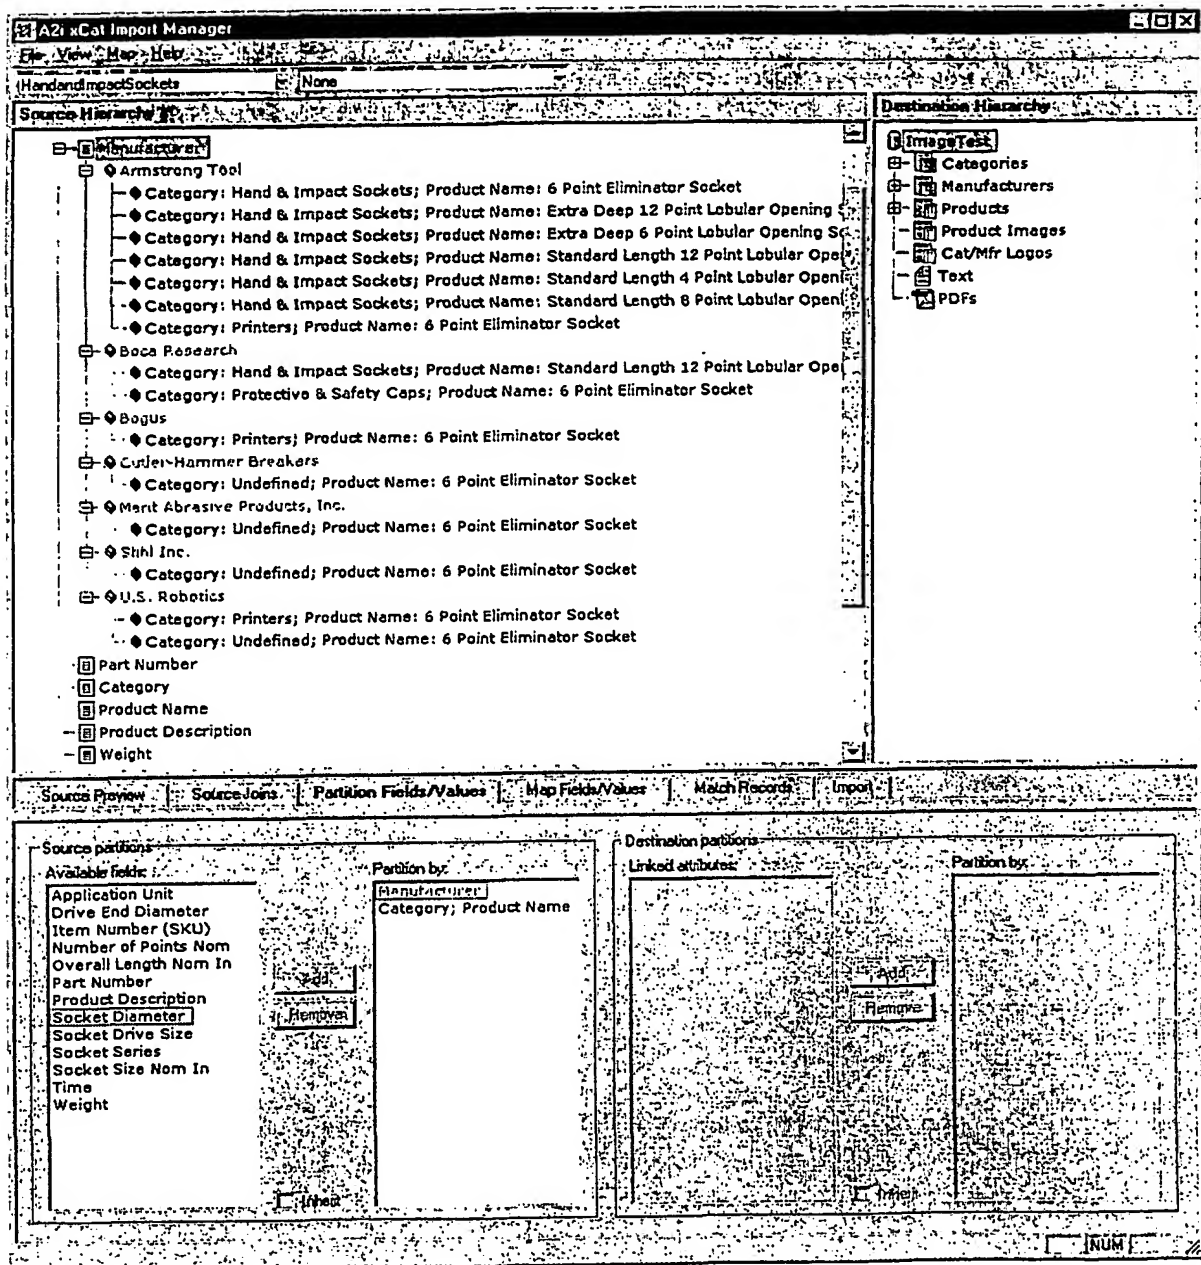 A2i xCat Import Manager
File View Map Help
HandandImpactSockets None
Source Hierarchy
Manufacturer
Armstrong Tool
Category: Hand & Impact Sockets; Product Name: 6 Point Eliminator Socket
Category: Hand & Impact Sockets; Product Name: Extra Deep 12 Point Lobular Opening S
Category: Hand & Impact Sockets; Product Name: Extra Deep 6 Point Lobular Opening So
Category: Hand & Impact Sockets; Product Name: Standard Length 12 Point Lobular Open
Category: Hand & Impact Sockets; Product Name: Standard Length 4 Point Lobular Openi
Category: Hand & Impact Sockets; Product Name: Standard Length 8 Point Lobular Openi
Category: Printers; Product Name: 6 Point Eliminator Socket
Boca Research
Category: Hand & Impact Sockets; Product Name: Standard Length 12 Point Lobular Ope
Category: Protective & Safety Caps; Product Name: 6 Point Eliminator Socket
Bogus
Category: Printers; Product Name: 6 Point Eliminator Socket
Cutler-Hammer Breakers
Category: Undefined; Product Name: 6 Point Eliminator Socket
Merit Abrasive Products, Inc.
Category: Undefined; Product Name: 6 Point Eliminator Socket
Stihl Inc.
Category: Undefined; Product Name: 6 Point Eliminator Socket
U.S. Robotics
Category: Printers; Product Name: 6 Point Eliminator Socket
Category: Undefined; Product Name: 6 Point Eliminator Socket
Part Number
Category
Product Name
Product Description
Weight
Destination Hierarchy
ImageTest
Categories
Manufacturers
Products
Product Images
Cat/Mfr Logos
Text
PDFs
Source Preview Source Joins Partition Fields/Values Map Fields/Values Match Records Import
Source partitions
Available fields:
Application Unit
Drive End Diameter
Item Number (SKU)
Number of Points Nom
Overall Length Nom In
Part Number
Product Description
Socket Diameter
Socket Drive Size
Socket Series
Socket Size Nom In
Time
Weight
Add
Remove
Inherit
Partition by:
Manufacturer
Category; Product Name
Destination partitions
Linked attributes:
Add
Remove
Inherit
Partition by:
NUM